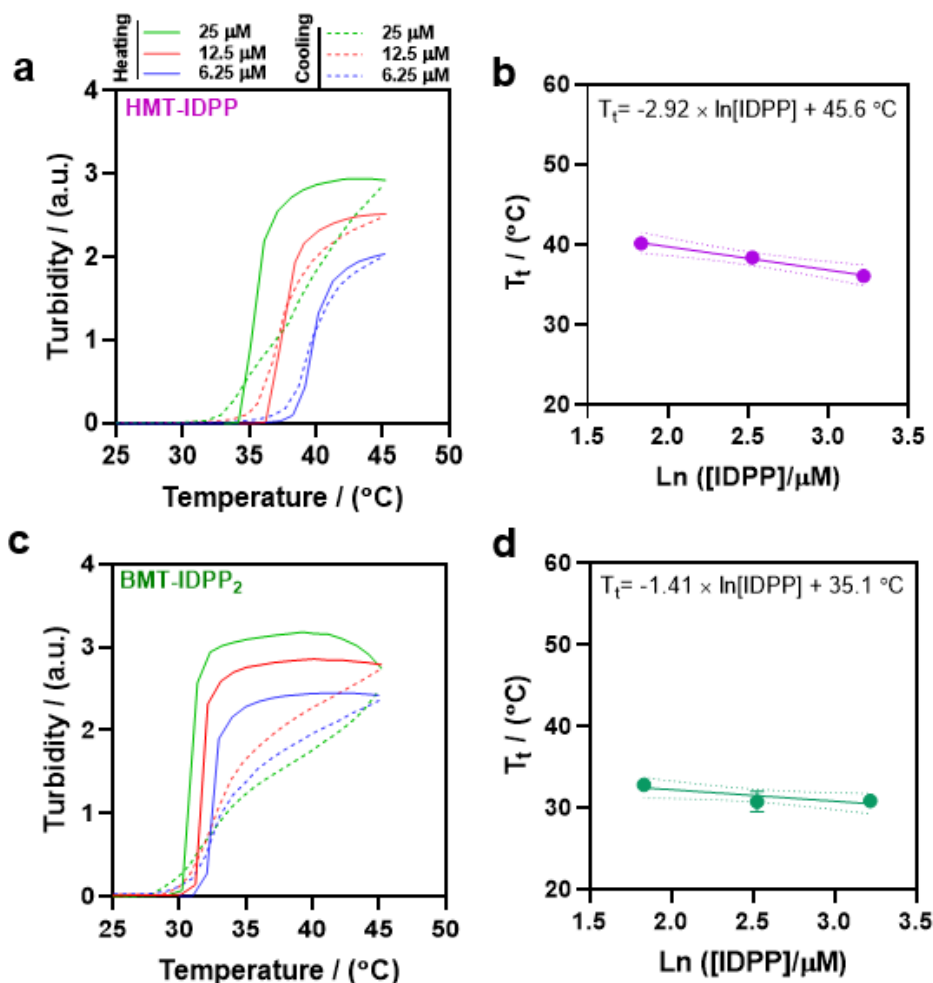 Heating
25 μM
12.5 μM
6.25 μM
Cooling
25 μM
12.5 μM
6.25 μM
a
HMT-IDPP
Turbidity / (a.u.)
4
3
2
1
0
25 30 35 40 45 50
Temperature / (°C)
b
Tₜ= -2.92 × ln[IDPP] + 45.6 °C
Tₜ / (°C)
60
50
40
30
20
1.5 2.0 2.5 3.0 3.5
Ln ([IDPP]/μM)
c
BMT-IDPP₂
Turbidity / (a.u.)
4
3
2
1
0
25 30 35 40 45 50
Temperature / (°C)
d
Tₜ= -1.41 × ln[IDPP] + 35.1 °C
Tₜ / (°C)
60
50
40
30
20
1.5 2.0 2.5 3.0 3.5
Ln ([IDPP]/μM)